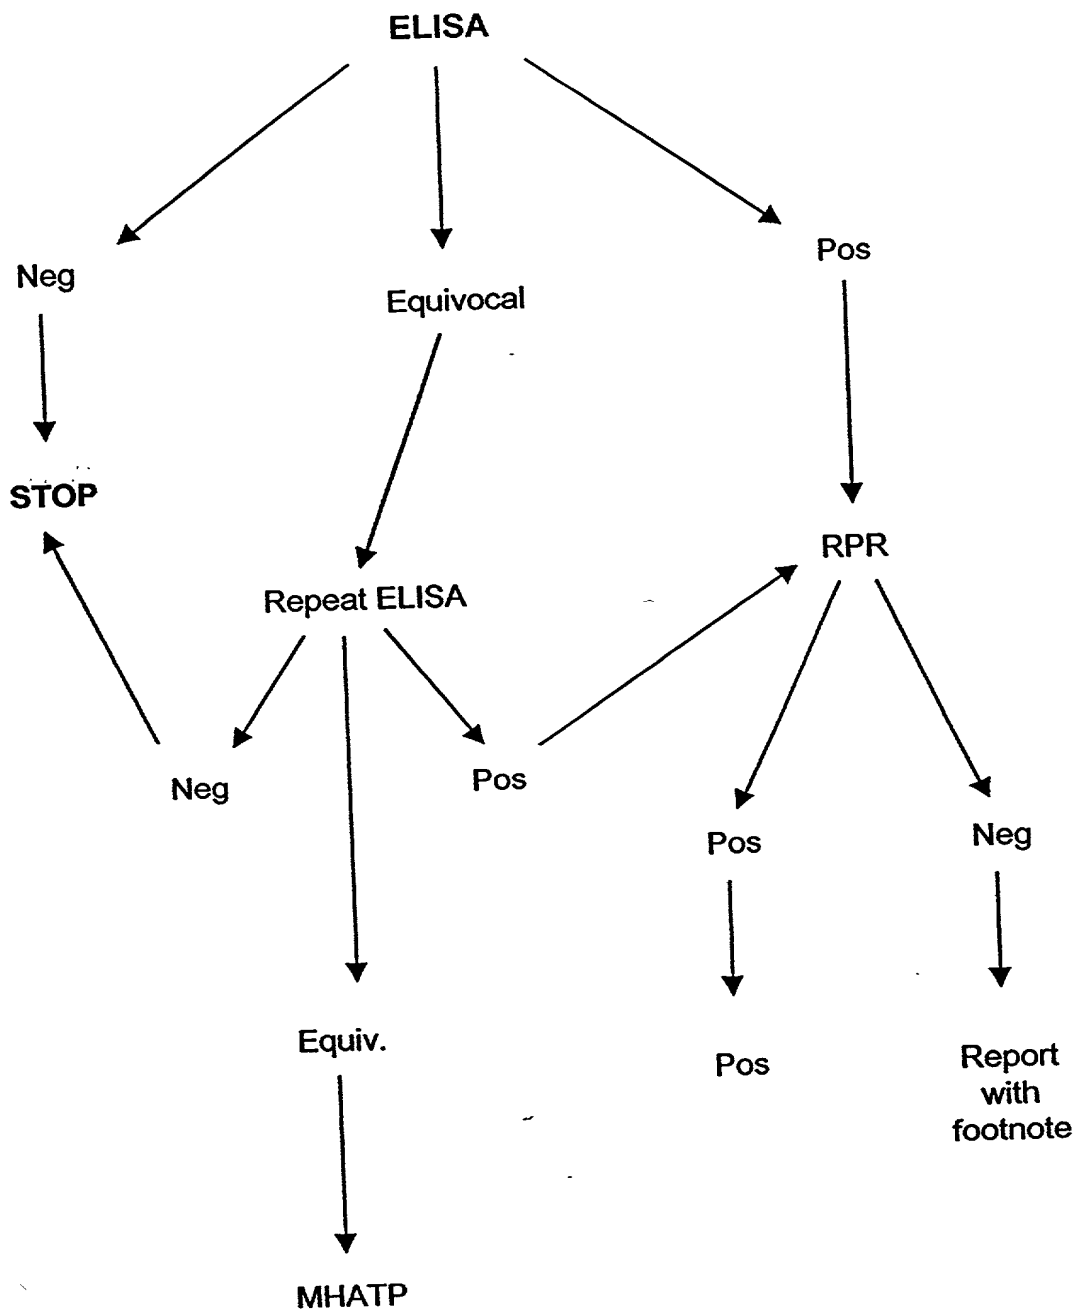 ELISA
Neg
Equivocal
Pos
STOP
RPR
Repeat ELISA
Neg
Pos
Pos
Neg
Equiv.
Pos
Report
with
footnote
MHATP